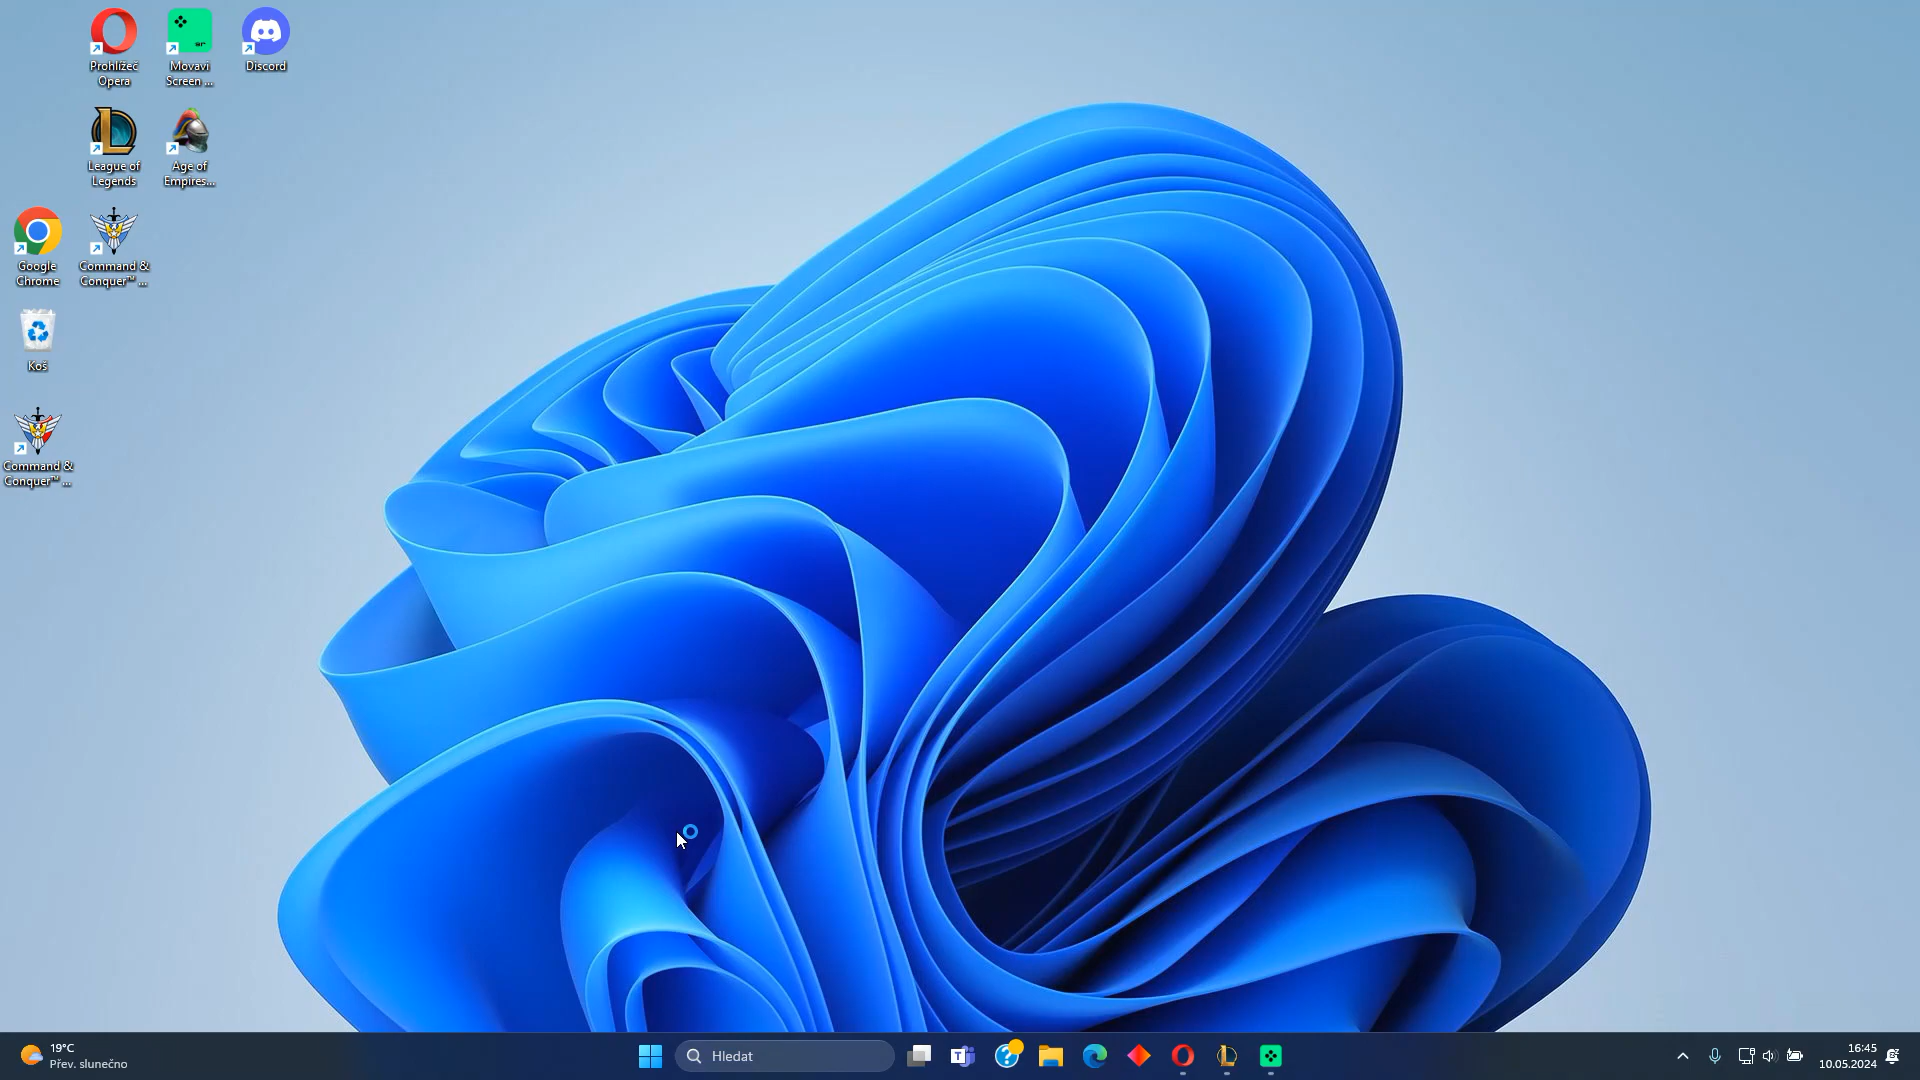 Prohlížeč
Opera
Movavi
Screen ...
Discord
League of
Legends
Age of
Empires...
Google
Chrome
Command &
Conquer™ ...
Koš
Command &
Conquer™ ...
19°C
Přev. slunečno
Hledat
16:45
10.05.2024